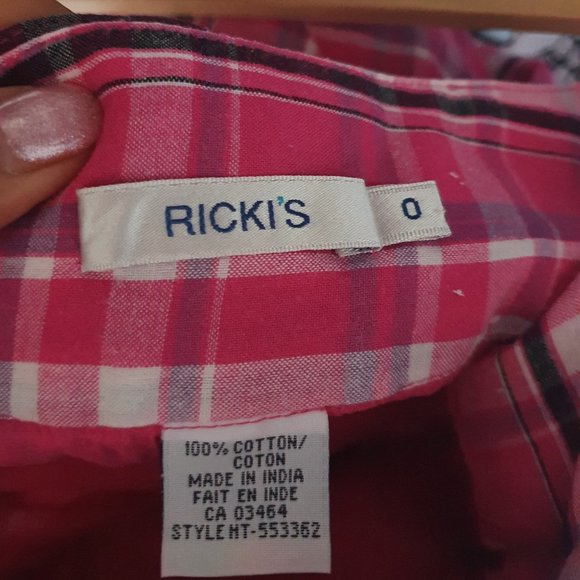 RICKI'S
0
100% COTTON/
COTON
MADE IN INDIA
FAIT EN INDE
CA 03464
STYLE HT-553362